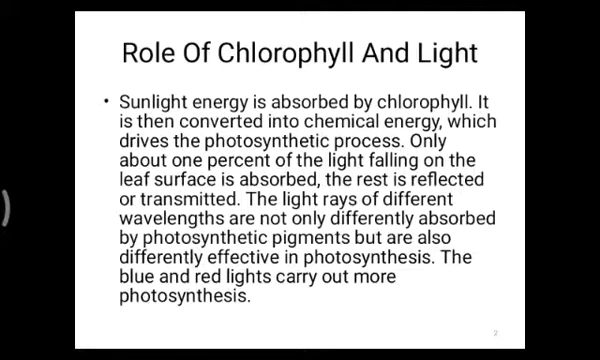 Role Of Chlorophyll And Light
• Sunlight energy is absorbed by chlorophyll. It
is then converted into chemical energy, which
drives the photosynthetic process. Only
about one percent of the light falling on the
leaf surface is absorbed, the rest is reflected
or transmitted. The light rays of different
wavelengths are not only differently absorbed
by photosynthetic pigments but are also
differently effective in photosynthesis. The
blue and red lights carry out more
photosynthesis.
2